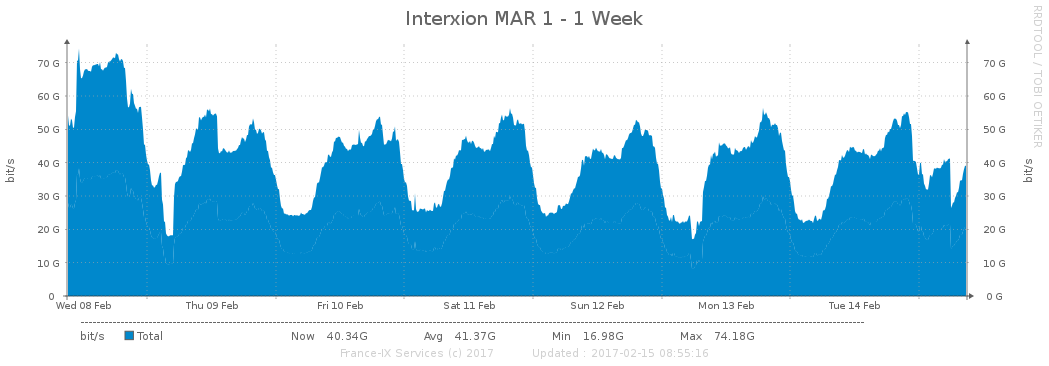 Interxion MAR 1 - 1 Week
RRDTOOL / TOBI OETIKER
bit/s
bit/s
70 G 70 G
60 G 60 G
50 G 50 G
40 G 40 G
30 G 30 G
20 G 20 G
10 G 10 G
0 0 G
Wed 08 Feb Thu 09 Feb Fri 10 Feb Sat 11 Feb Sun 12 Feb Mon 13 Feb Tue 14 Feb
bit/s Total Now 40.34G Avg 41.37G Min 16.98G Max 74.18G
France-IX Services (c) 2017 Updated : 2017-02-15 08:55:16